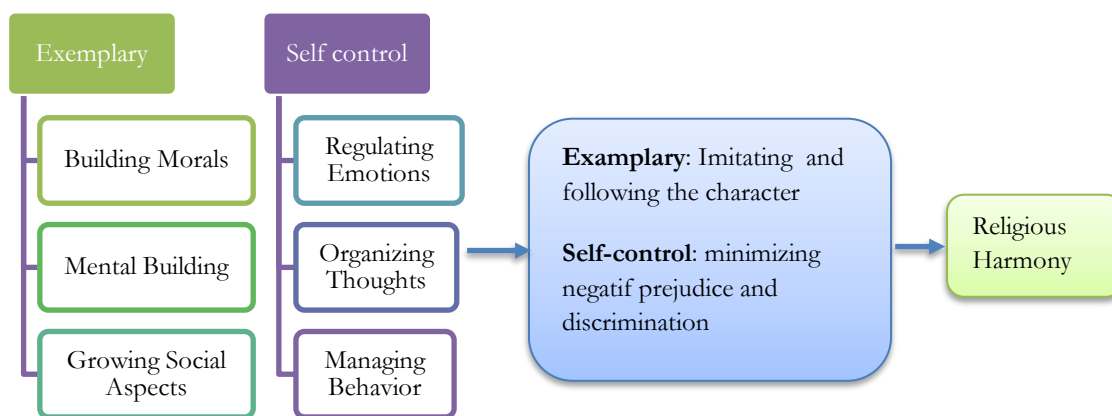 Exemplary
Building Morals
Mental Building
Growing Social
Aspects
Self control
Regulating
Emotions
Organizing
Thoughts
Managing
Behavior
Examplary: Imitating and
following the character
Self-control: minimizing
negatif prejudice and
discrimination
Religious
Harmony